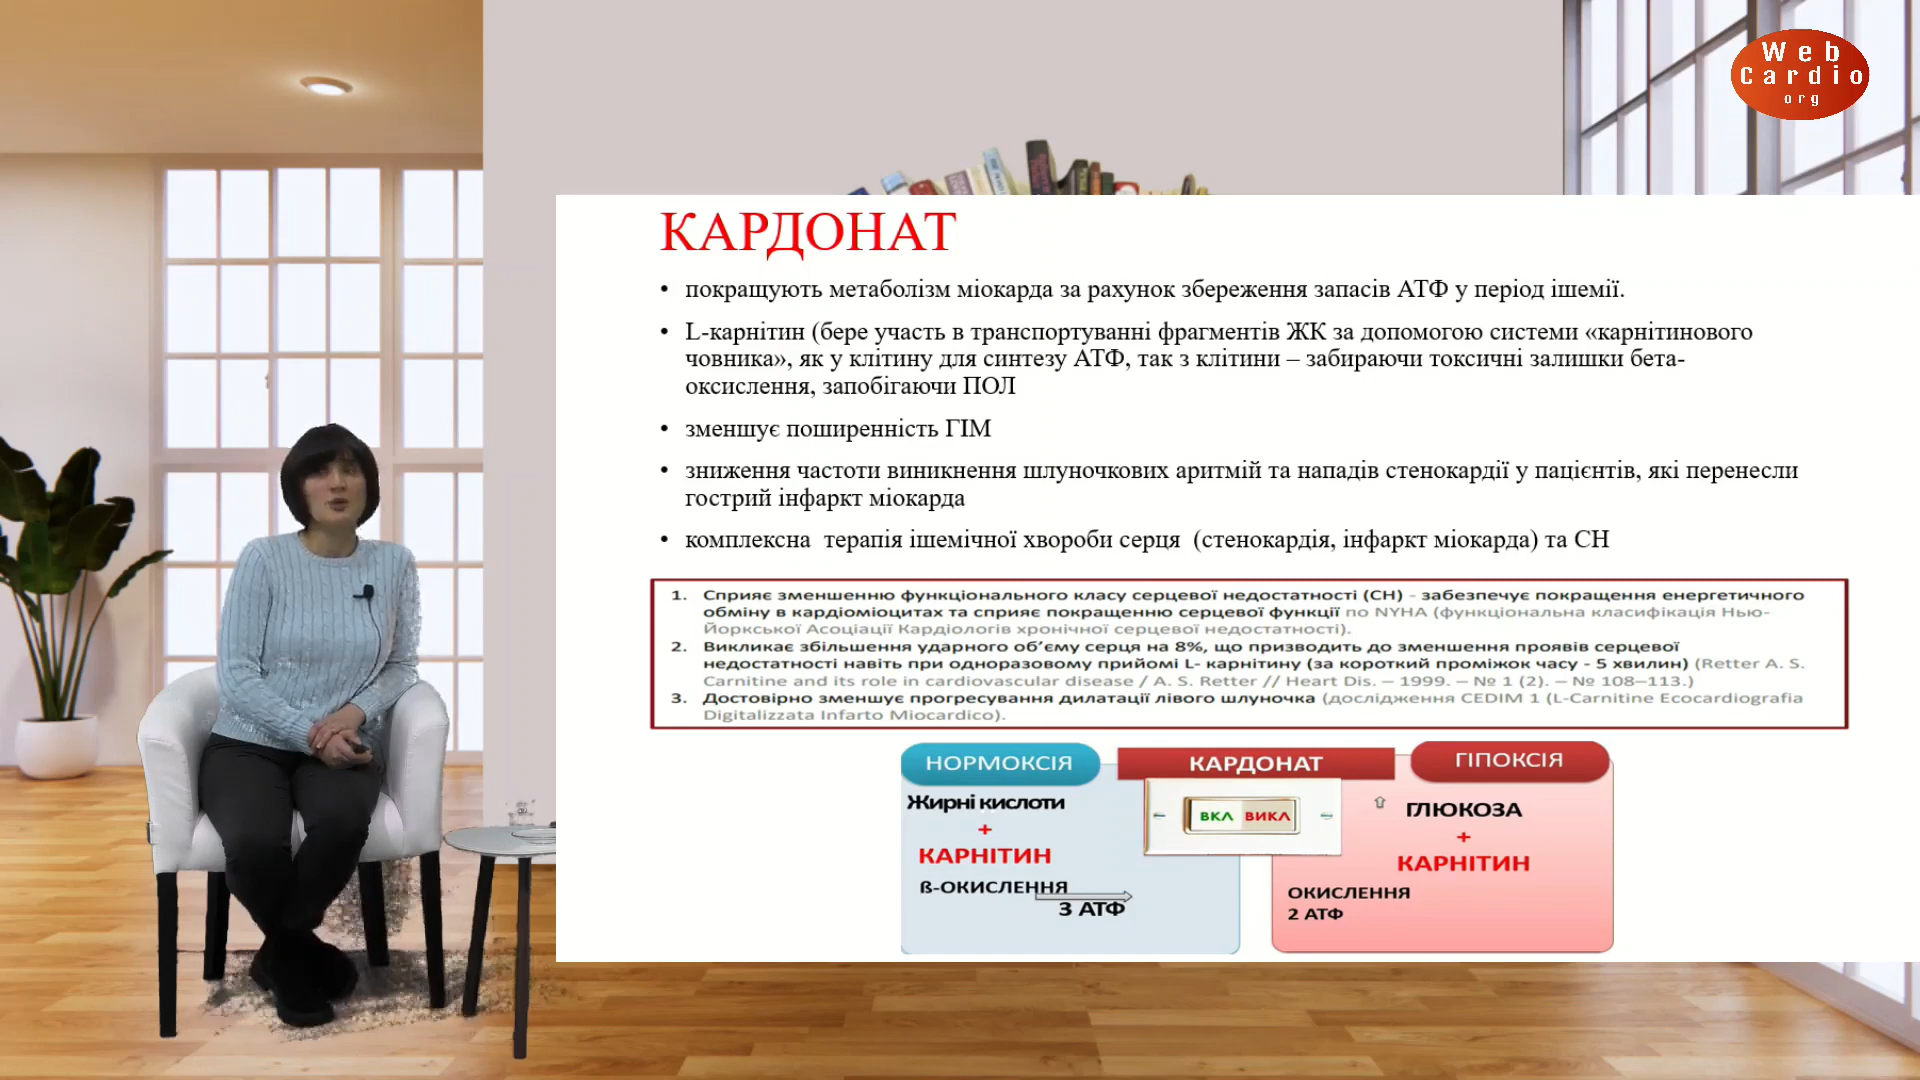 Web
Cardio
org
КАРДОНАТ
• покращують метаболізм міокарда за рахунок збереження запасів АТФ у період ішемії.
• L-карнітин (бере участь в транспортуванні фрагментів ЖК за допомогою системи «карнітинового
човника», як у клітину для синтезу АТФ, так з клітини – забираючи токсичні залишки бета-
оксислення, запобігаючи ПОЛ
• зменшує поширенність ГІМ
• зниження частоти виникнення шлуночкових аритмій та нападів стенокардії у пацієнтів, які перенесли
гострий інфаркт міокарда
• комплексна терапія ішемічної хвороби серця (стенокардія, інфаркт міокарда) та СН
1. Сприяє зменшенню функціонального класу серцевої недостатності (СН) - забезпечує покращення енергетичного
обміну в кардіоміоцитах та сприяє покращенню серцевої функції по NYHA (функціональна класифікація Нью-
Йоркської Асоціації Кардіологів хронічної серцевої недостатності).
2. Викликає збільшення ударного об’єму серця на 8%, що призводить до зменшення проявів серцевої
недостатності навіть при одноразовому прийомі L- карнітину (за короткий проміжок часу - 5 хвилин) (Retter A. S.
Carnitine and its role in cardiovascular disease / A. S. Retter // Heart Dis. – 1999. – № 1 (2). – № 108–113.)
3. Достовірно зменшує прогресування дилатації лівого шлуночка (дослідження CEDIM 1 (L-Carnitine Ecocardiografia
Digitalizzata Infarto Miocardico).
НОРМОКСІЯ
Жирні кислоти
+
КАРНІТИН
ß-ОКИСЛЕННЯ
3 АТФ
КАРДОНАТ
ВКЛ ВИКЛ
ГІПОКСІЯ
ГЛЮКОЗА
+
КАРНІТИН
ОКИСЛЕННЯ
2 АТФ